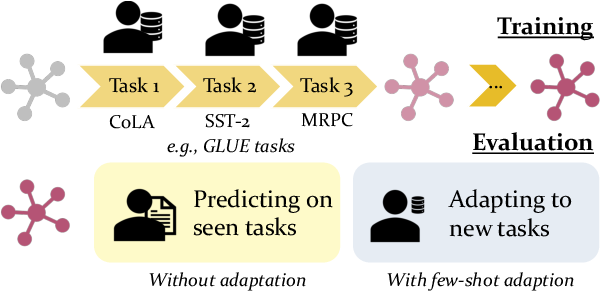 Training
Task 1
Task 2
Task 3
...
CoLA
SST-2
MRPC
e.g., GLUE tasks
Evaluation
Predicting on
seen tasks
Adapting to
new tasks
Without adaptation
With few-shot adaption